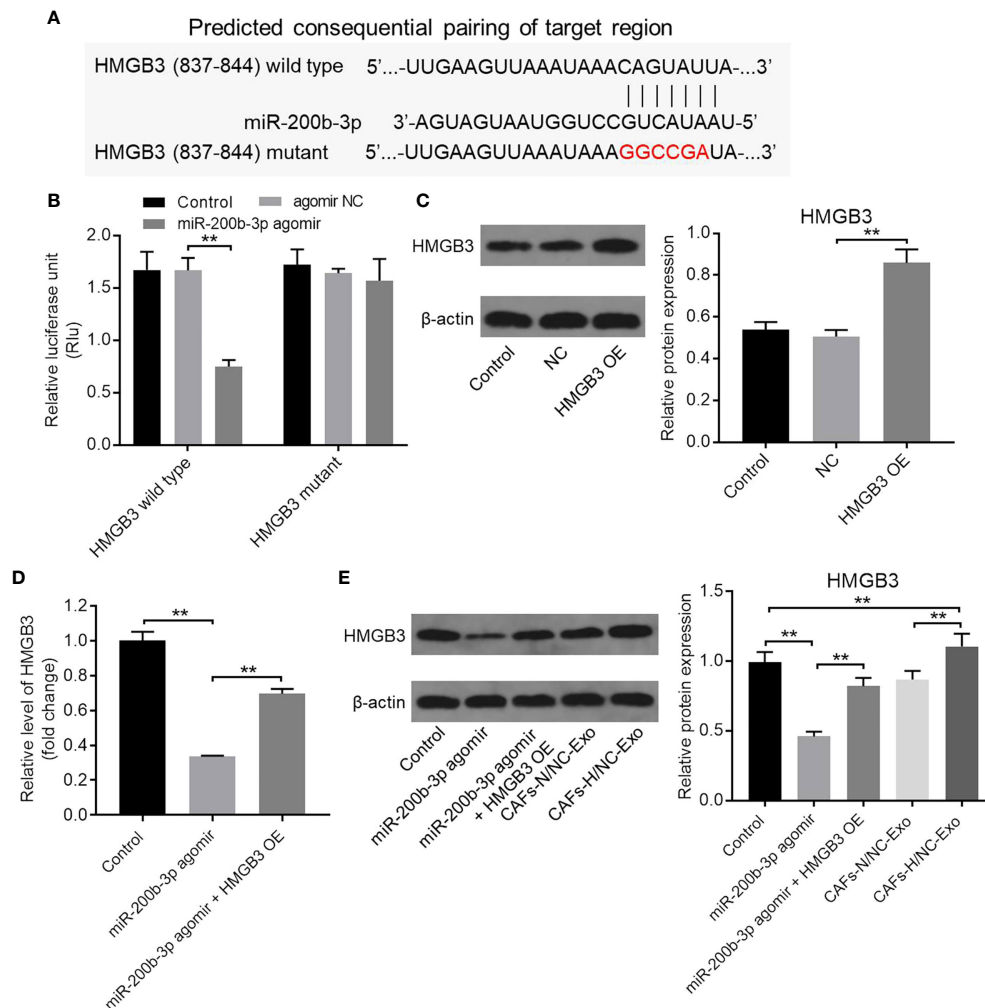 A
Predicted consequential pairing of target region
HMGB3 (837-844) wild type 5’...-UUGAAGUUAAAUAAACAGUAUUA-...3’
miR-200b-3p 3’-AGUAGUAAUGGUCCGUCAUAAU-5’
HMGB3 (837-844) mutant 5’...-UUGAAGUUAAAUAAAGGCCGAUA-...3’
B
Control
agomir NC
miR-200b-3p agomir
Relative luciferase unit
(Rlu)
2.0
1.5
1.0
0.5
0.0
**
HMGB3 wild type
HMGB3 mutant
C
HMGB3
β-actin
Control
NC
HMGB3 OE
HMGB3
Relative protein expression
1.0
0.8
0.6
0.4
0.2
0.0
**
Control
NC
HMGB3 OE
D
Relative level of HMGB3
(fold change)
1.2
1.0
0.8
0.6
0.4
0.2
0.0
**
**
Control
miR-200b-3p agomir
miR-200b-3p agomir + HMGB3 OE
E
HMGB3
β-actin
Control
miR-200b-3p agomir
miR-200b-3p agomir
+ HMGB3 OE
CAFs-N/NC-Exo
CAFs-H/NC-Exo
HMGB3
Relative protein expression
1.5
1.0
0.5
0.0
**
**
**
**
Control
miR-200b-3p agomir
miR-200b-3p agomir + HMGB3 OE
CAFs-N/NC-Exo
CAFs-H/NC-Exo